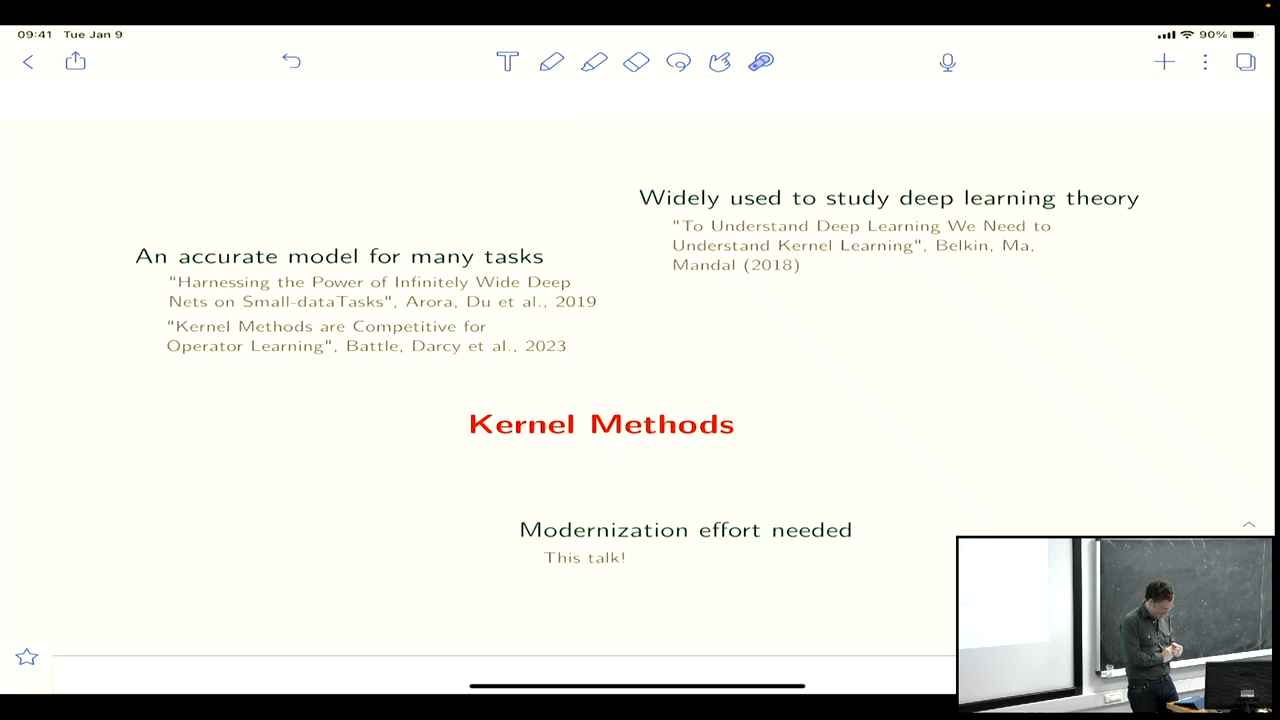 09:41 Tue Jan 9
90%
Widely used to study deep learning theory
"To Understand Deep Learning We Need to
Understand Kernel Learning", Belkin, Ma,
Mandal (2018)
An accurate model for many tasks
"Harnessing the Power of Infinitely Wide Deep
Nets on Small-dataTasks", Arora, Du et al., 2019
"Kernel Methods are Competitive for
Operator Learning", Battle, Darcy et al., 2023
Kernel Methods
Modernization effort needed
This talk!